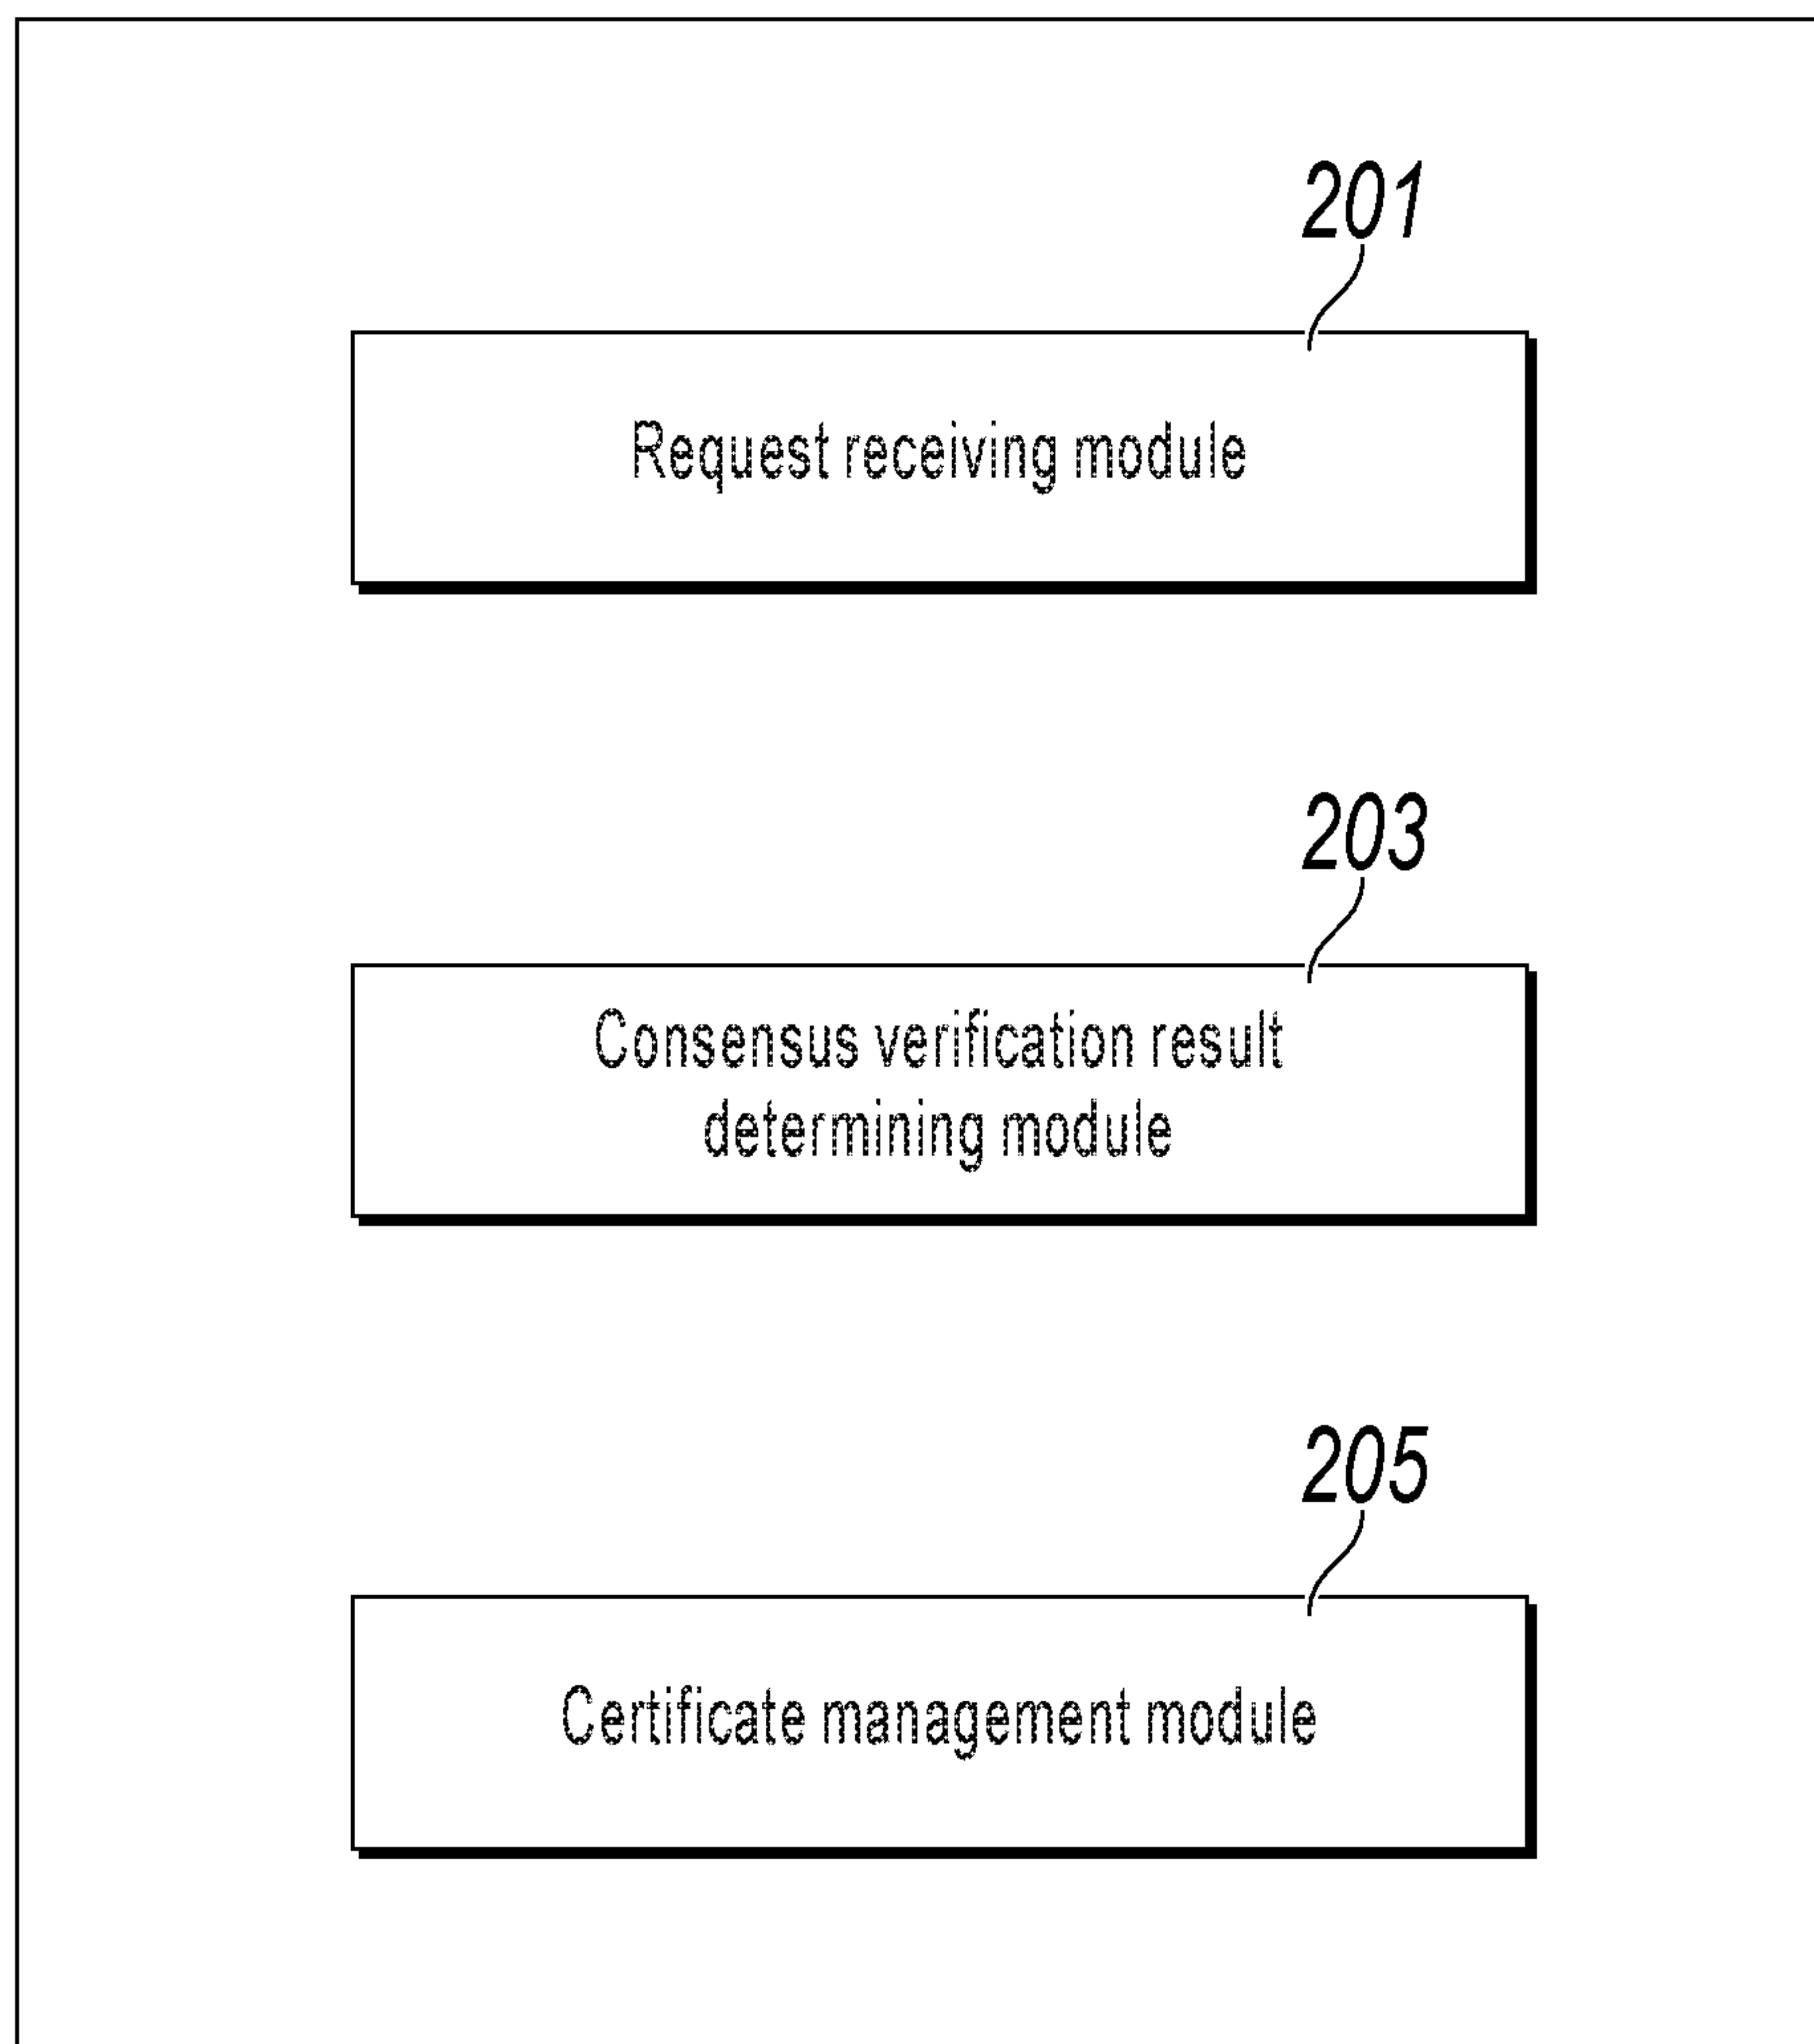 201
Request receiving module
203
Consensus verification result
determining module
205
Certificate management module